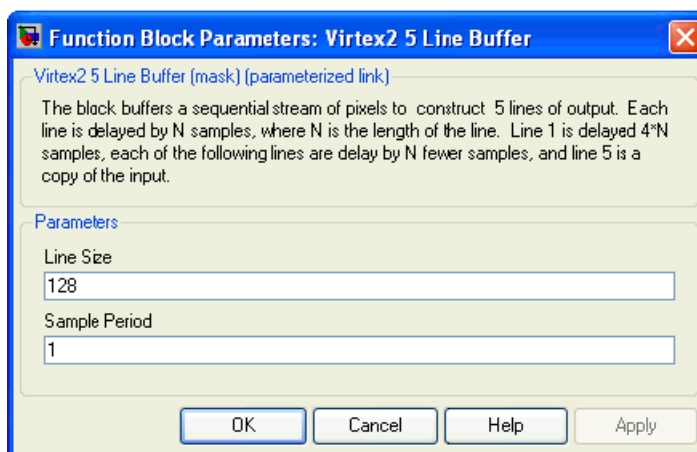 Function Block Parameters: Virtex2 5 Line Buffer
Virtex2 5 Line Buffer (mask) (parameterized link)
The block buffers a sequential stream of pixels to construct 5 lines of output. Each
line is delayed by N samples, where N is the length of the line. Line 1 is delayed 4*N
samples, each of the following lines are delay by N fewer samples, and line 5 is a
copy of the input.
Parameters
Line Size
128
Sample Period
1
OK Cancel Help Apply